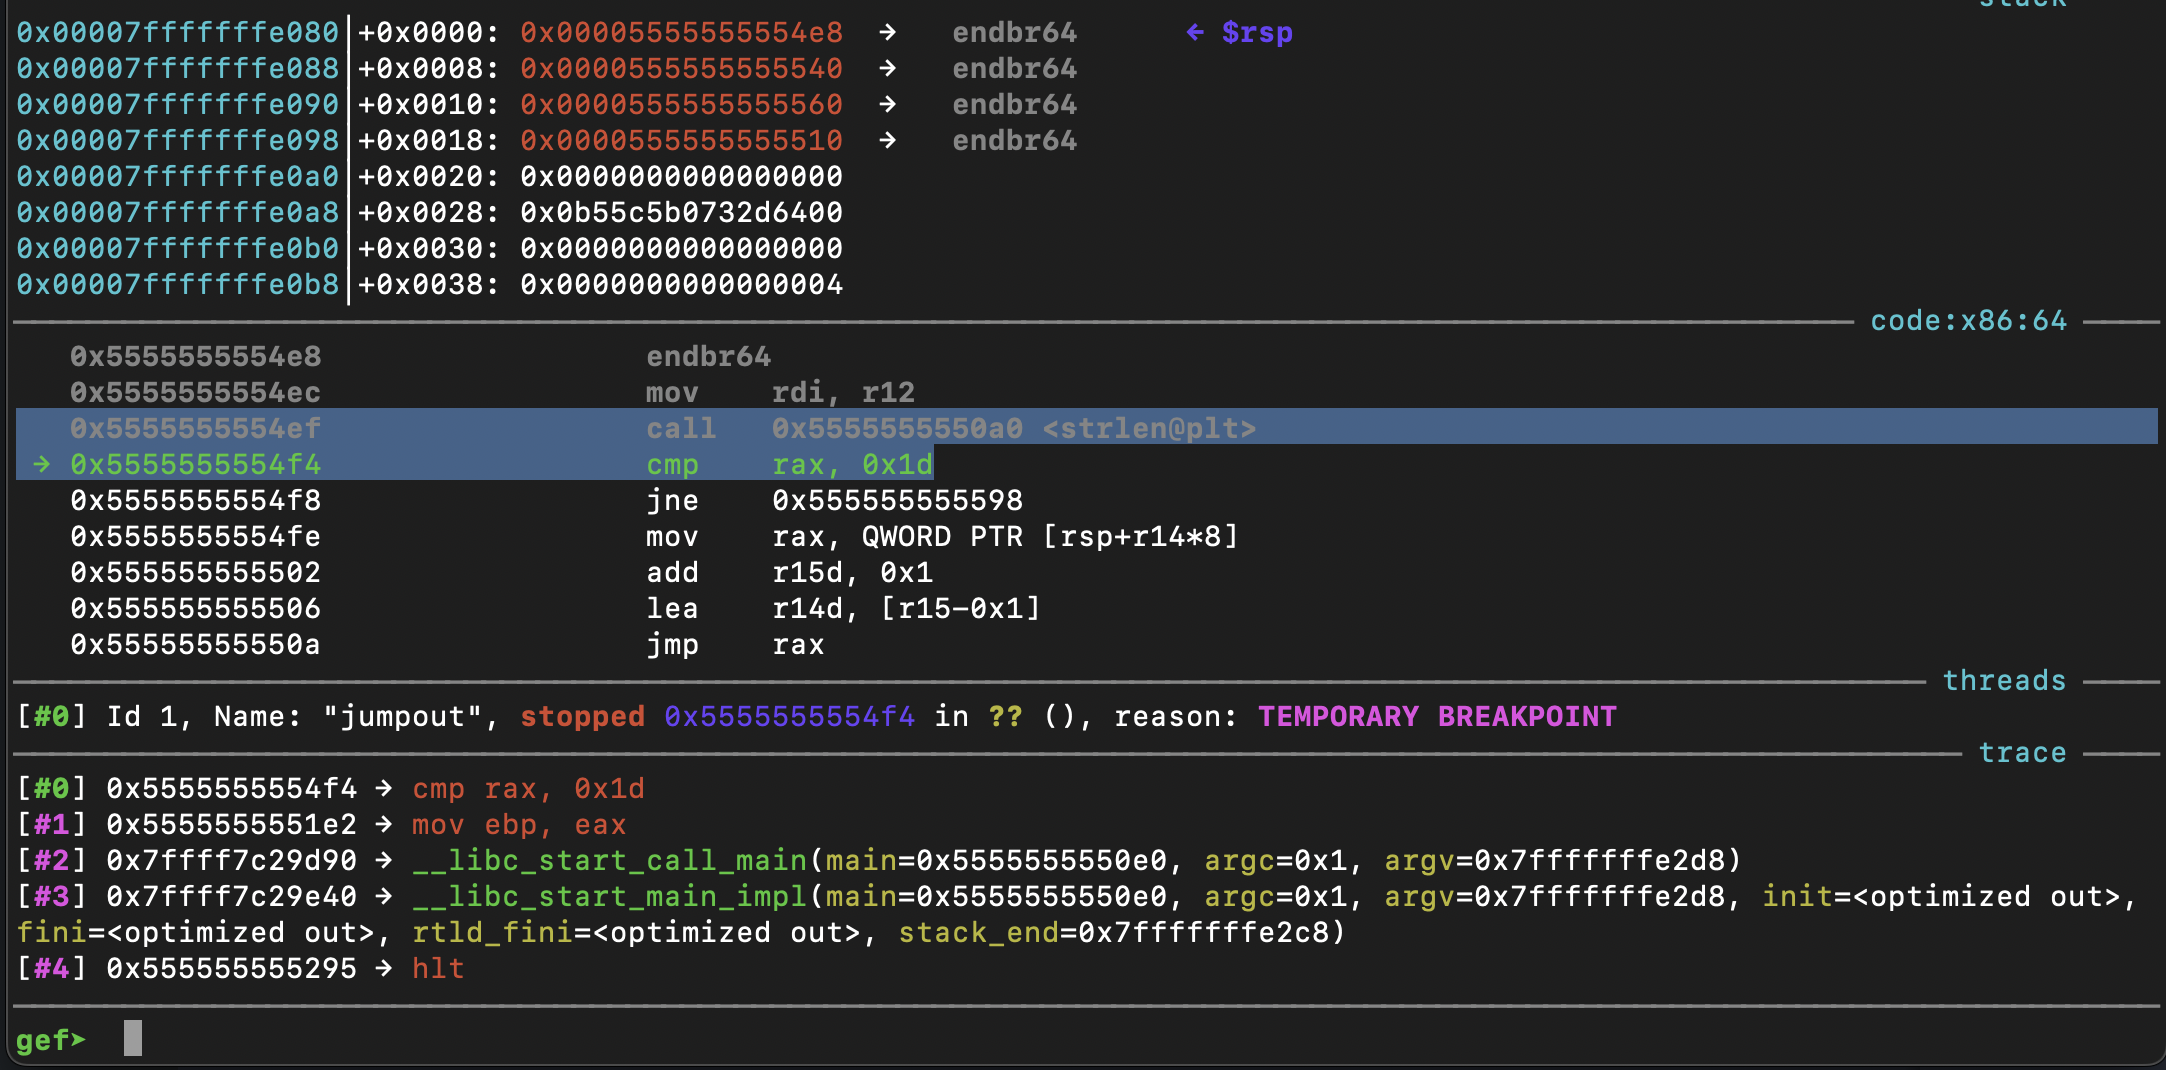 stack
0x00007fffffffe080│+0x0000: 0x00005555555554e8  →   endbr64      ← $rsp
0x00007fffffffe088│+0x0008: 0x0000555555555540  →   endbr64
0x00007fffffffe090│+0x0010: 0x0000555555555560  →   endbr64
0x00007fffffffe098│+0x0018: 0x0000555555555510  →   endbr64
0x00007fffffffe0a0│+0x0020: 0x0000000000000000
0x00007fffffffe0a8│+0x0028: 0x0b55c5b0732d6400
0x00007fffffffe0b0│+0x0030: 0x0000000000000000
0x00007fffffffe0b8│+0x0038: 0x0000000000000004
code:x86:64
0x5555555554e8                  endbr64
0x5555555554ec                  mov    rdi, r12
0x5555555554ef                  call   0x5555555550a0 <strlen@plt>
→ 0x5555555554f4                  cmp    rax, 0x1d
0x5555555554f8                  jne    0x555555555598
0x5555555554fe                  mov    rax, QWORD PTR [rsp+r14*8]
0x555555555502                  add    r15d, 0x1
0x555555555506                  lea    r14d, [r15-0x1]
0x55555555550a                  jmp    rax
threads
[#0] Id 1, Name: "jumpout", stopped 0x5555555554f4 in ?? (), reason: TEMPORARY BREAKPOINT
trace
[#0] 0x5555555554f4 → cmp rax, 0x1d
[#1] 0x5555555551e2 → mov ebp, eax
[#2] 0x7ffff7c29d90 → __libc_start_call_main(main=0x5555555550e0, argc=0x1, argv=0x7fffffffe2d8)
[#3] 0x7ffff7c29e40 → __libc_start_main_impl(main=0x5555555550e0, argc=0x1, argv=0x7fffffffe2d8, init=<optimized out>,
fini=<optimized out>, rtld_fini=<optimized out>, stack_end=0x7fffffffe2c8)
[#4] 0x555555555295 → hlt
gef➤